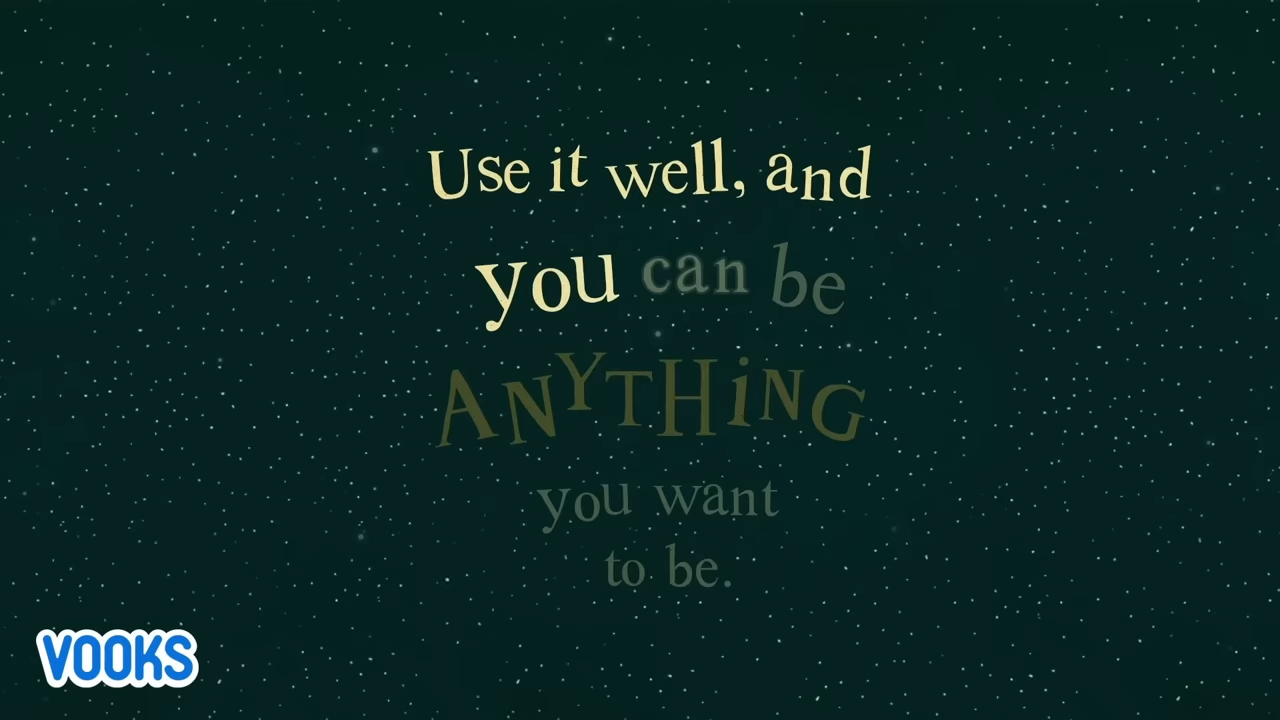 Use it well, and
you can be
ANYTHiNG
you want
to be.
VOOKS